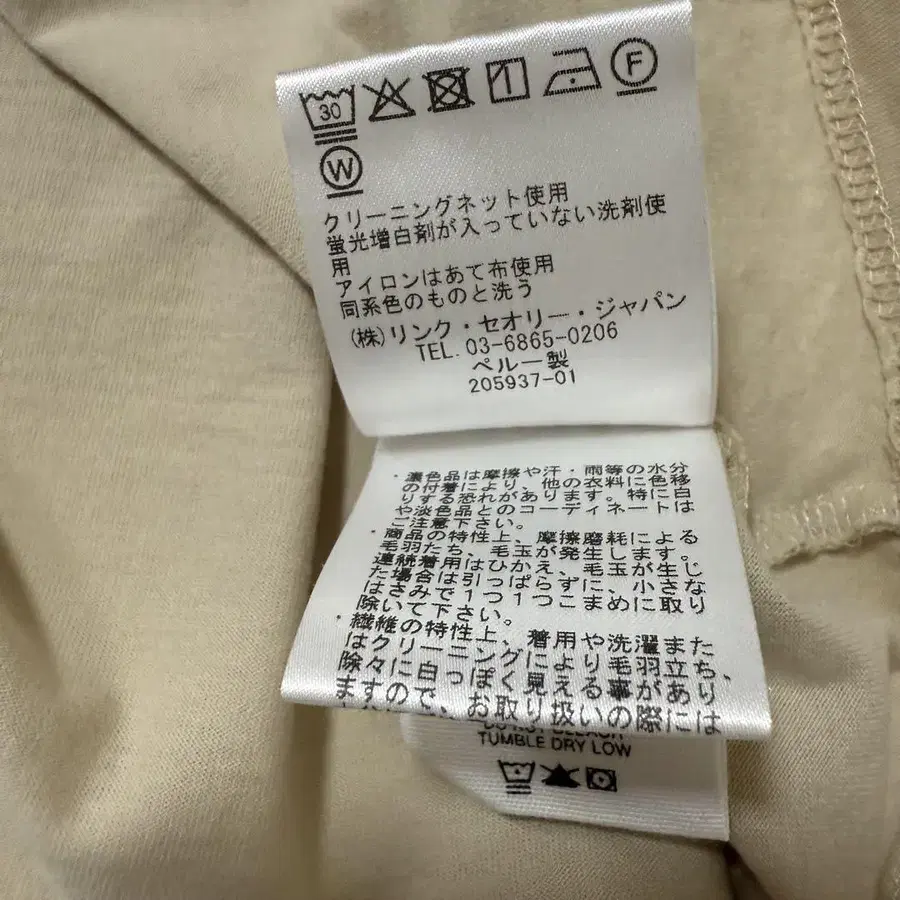 30
F
W
クリーニングネット使用
蛍光増白剤が入っていない洗剤使
用
アイロンはあて布使用
同系色のものと洗う
(株)リンク・セオリー・ジャパン
TEL. 03-6865-0206
ペルー製
205937-01
・濃色品は摩擦や汗・雨等の水分
の付着により、他の衣料に色移
りする恐れがあります。特に白
や淡色品とのコーディネートは
ご注意下さい。
・商品の特性上、摩擦磨耗による
毛羽たち、毛玉が発生します。
連続着用はひかえ、毛玉が生じ
た場合は引っぱらずに、小さな
はさみで1つ1つこまめに取り
除いて下さい。
・繊維の特性上、着用や洗濯また
はクリーニングにより毛羽立ち、
除々に白っぽく見える事があり
ますので、お取り扱いの際には
DO NOT BLEACH
TUMBLE DRY LOW